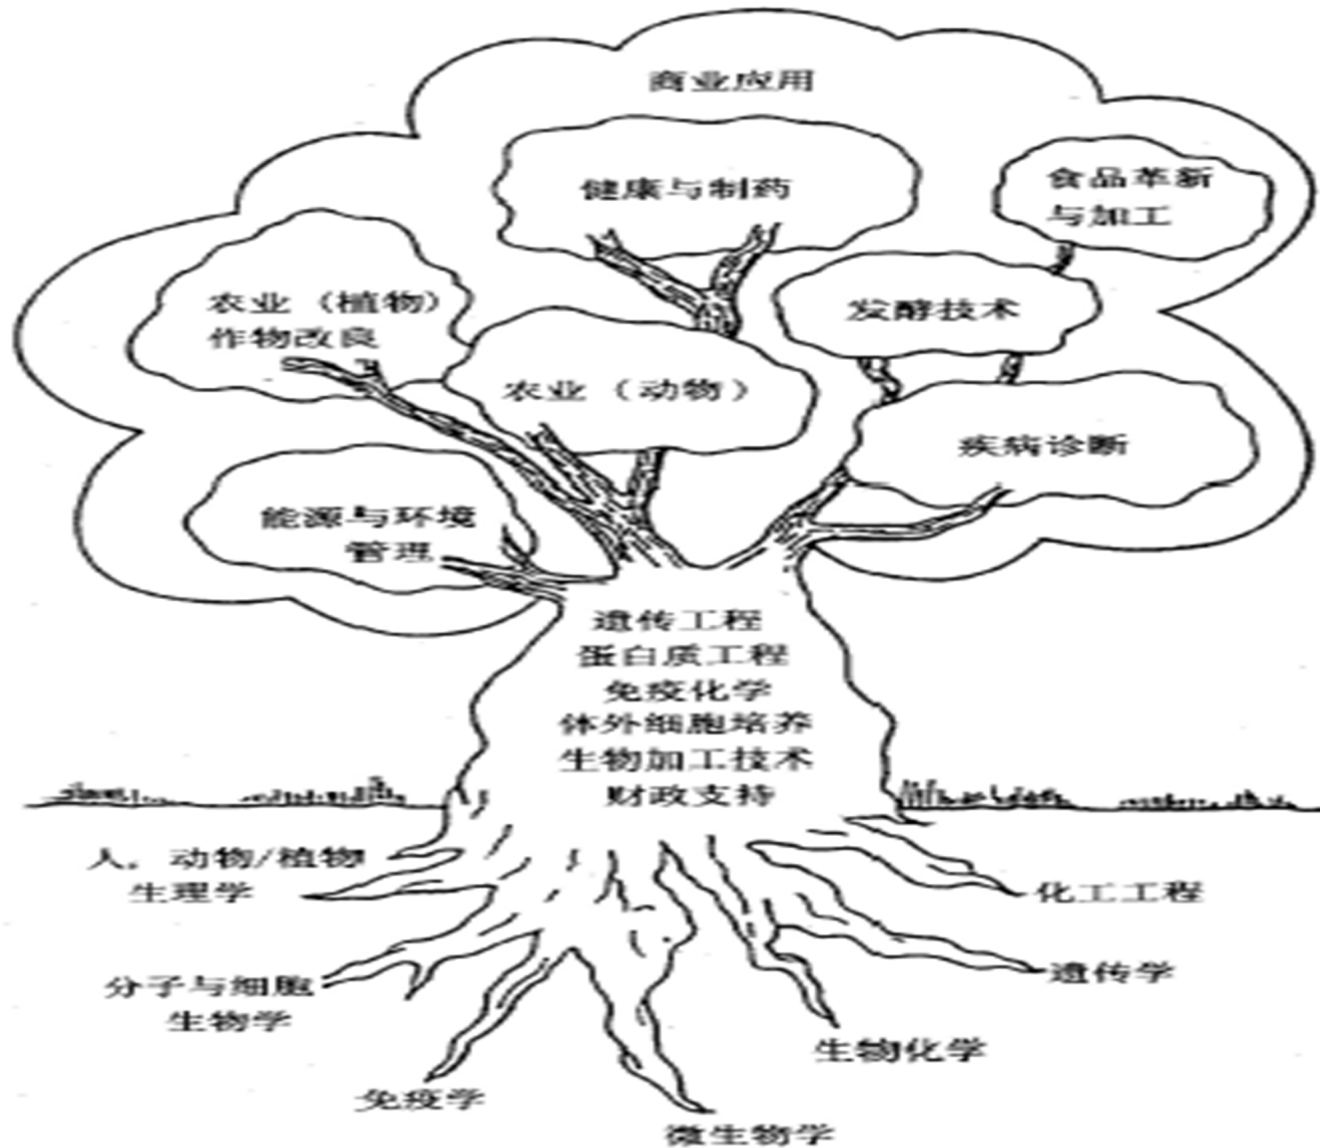 商业应用
健康与制药
食品革新
与加工
农业（植物）
作物改良
发酵技术
农业（动物）
疾病诊断
能源与环境
管理
遗传工程
蛋白质工程
免疫化学
体外细胞培养
生物加工技术
财政支持
人。动物/植物
生理学
化工工程
分子与细胞
生物学
遗传学
生物化学
免疫学
微生物学